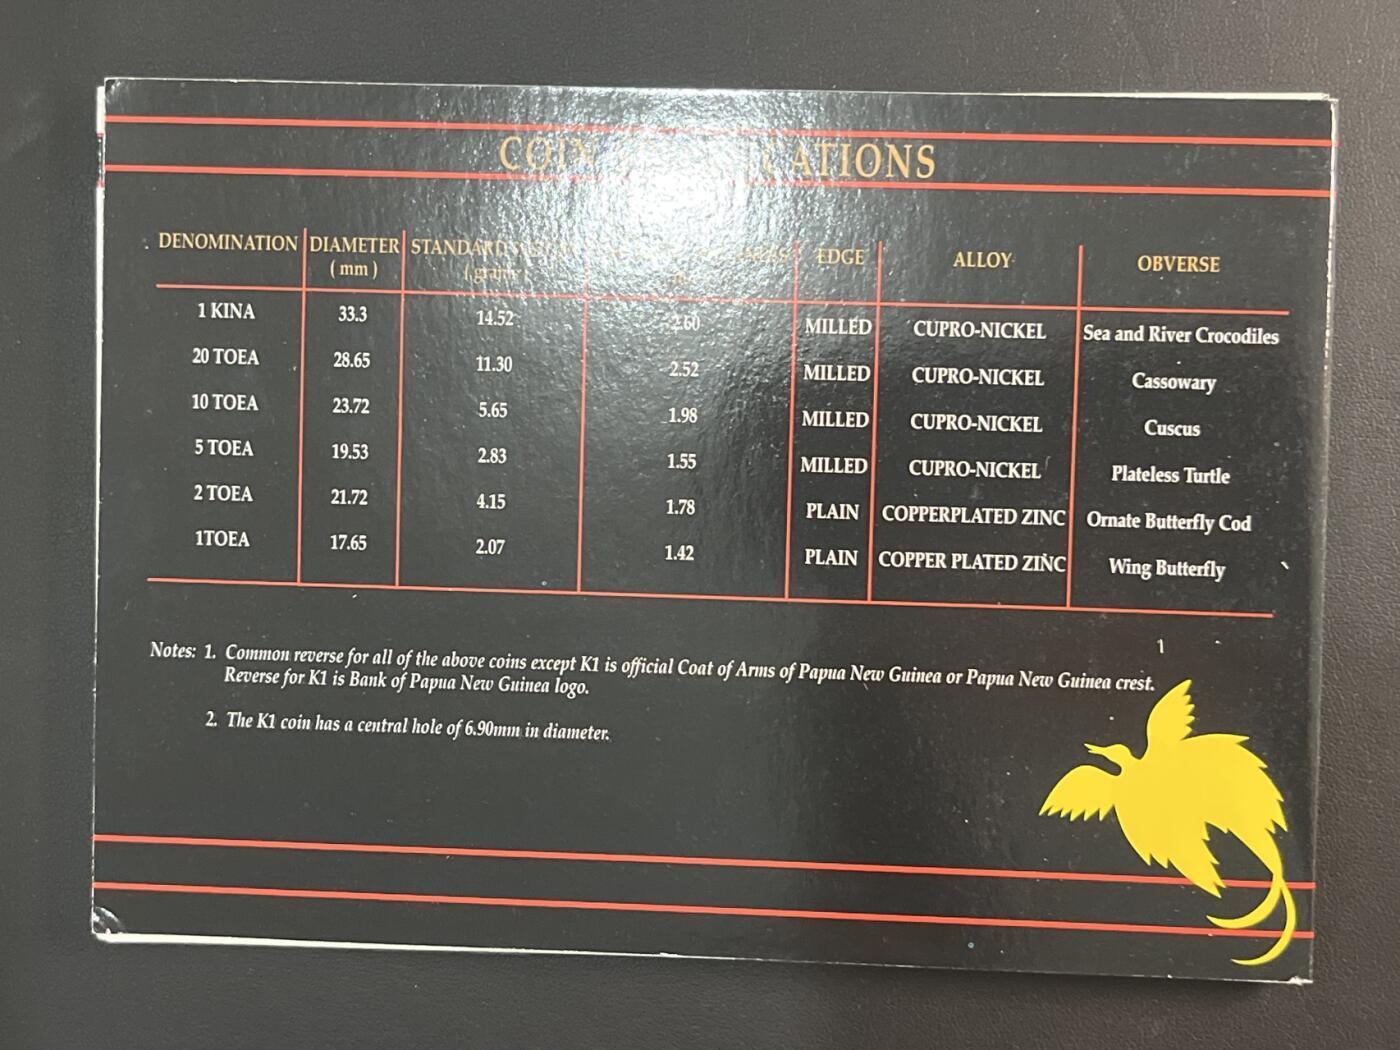 COIN CATIONS
DENOMINATION DIAMETER STANDARD EDGE ALLOY OBVERSE
( mm )
1 KINA 33.3 14.52 2.60 MILLED CUPRO-NICKEL Sea and River Crocodiles
20 TOEA 28.65 11.30 2.52 MILLED CUPRO-NICKEL Cassowary
10 TOEA 23.72 5.65 1.98 MILLED CUPRO-NICKEL Cuscus
5 TOEA 19.53 2.83 1.55 MILLED CUPRO-NICKEL Plateless Turtle
2 TOEA 21.72 4.15 1.78 PLAIN COPPERPLATED ZINC Ornate Butterfly Cod
1TOEA 17.65 2.07 1.42 PLAIN COPPER PLATED ZINC Wing Butterfly
Notes: 1. Common reverse for all of the above coins except K1 is official Coat of Arms of Papua New Guinea or Papua New Guinea crest.
Reverse for K1 is Bank of Papua New Guinea logo.
2. The K1 coin has a central hole of 6.90mm in diameter.